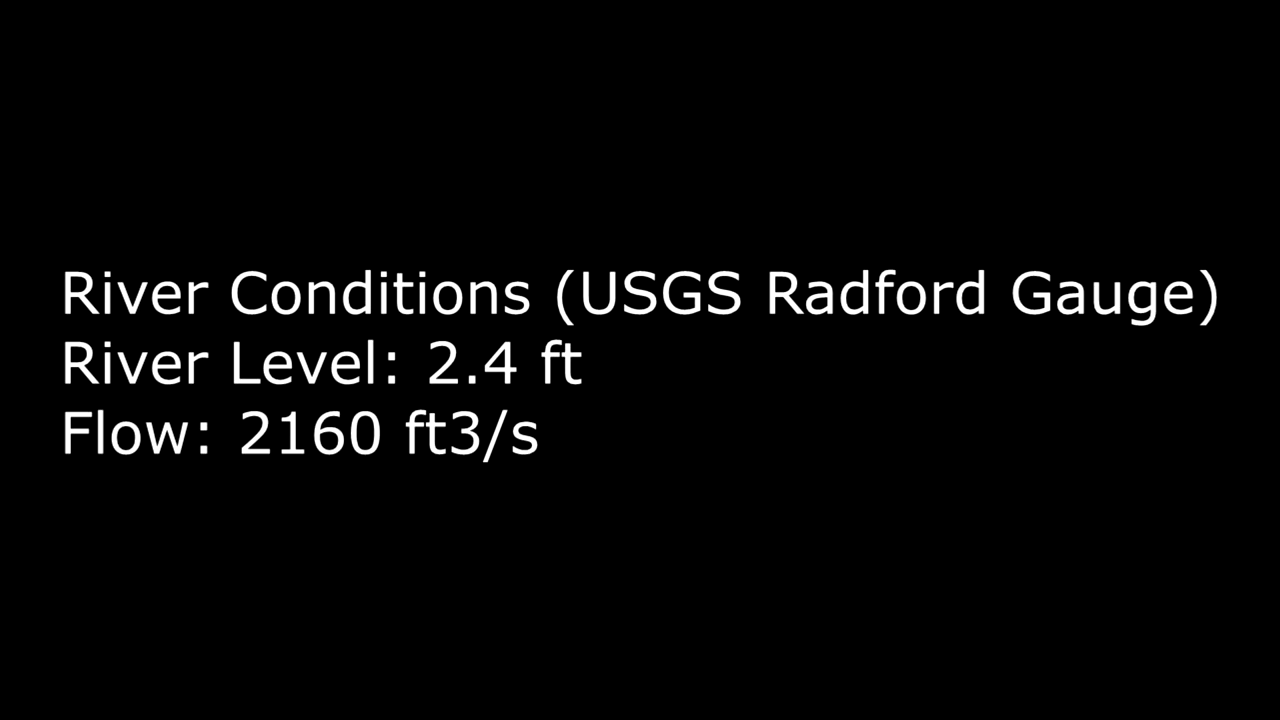 River Conditions (USGS Radford Gauge)
River Level: 2.4 ft
Flow: 2160 ft3/s